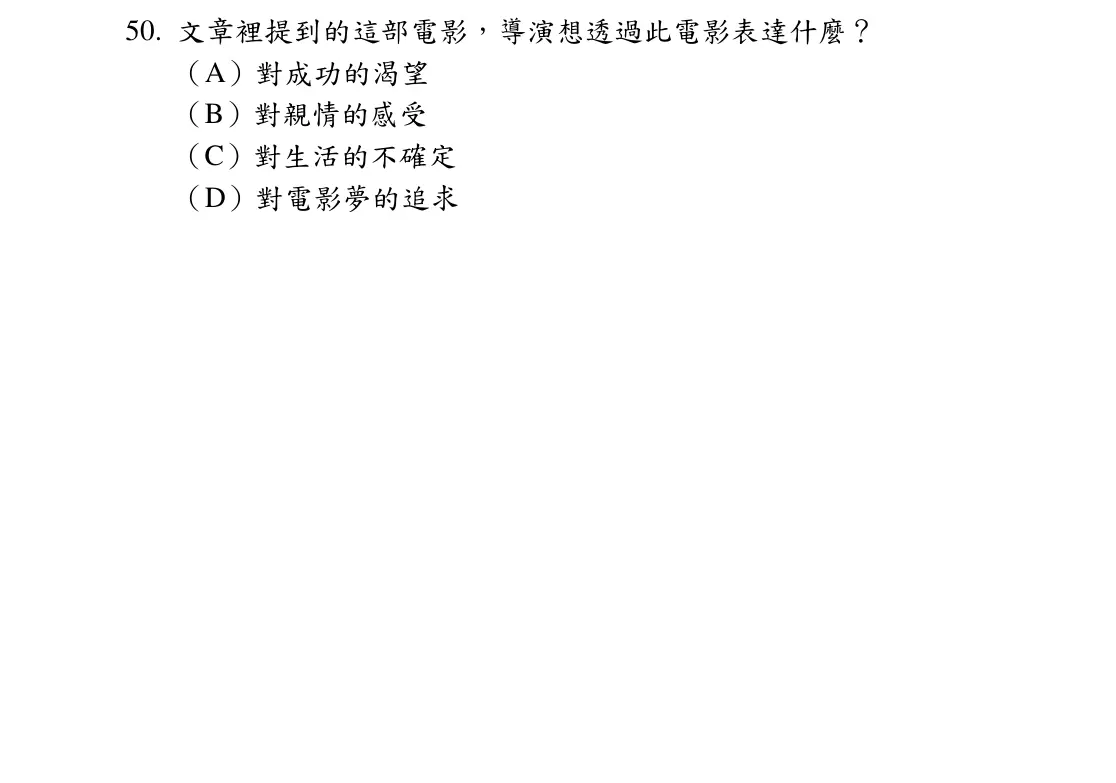 50. 文章裡提到的這部電影，導演想透過此電影表達什麼？
（A）對成功的渴望
（B）對親情的感受
（C）對生活的不確定
（D）對電影夢的追求